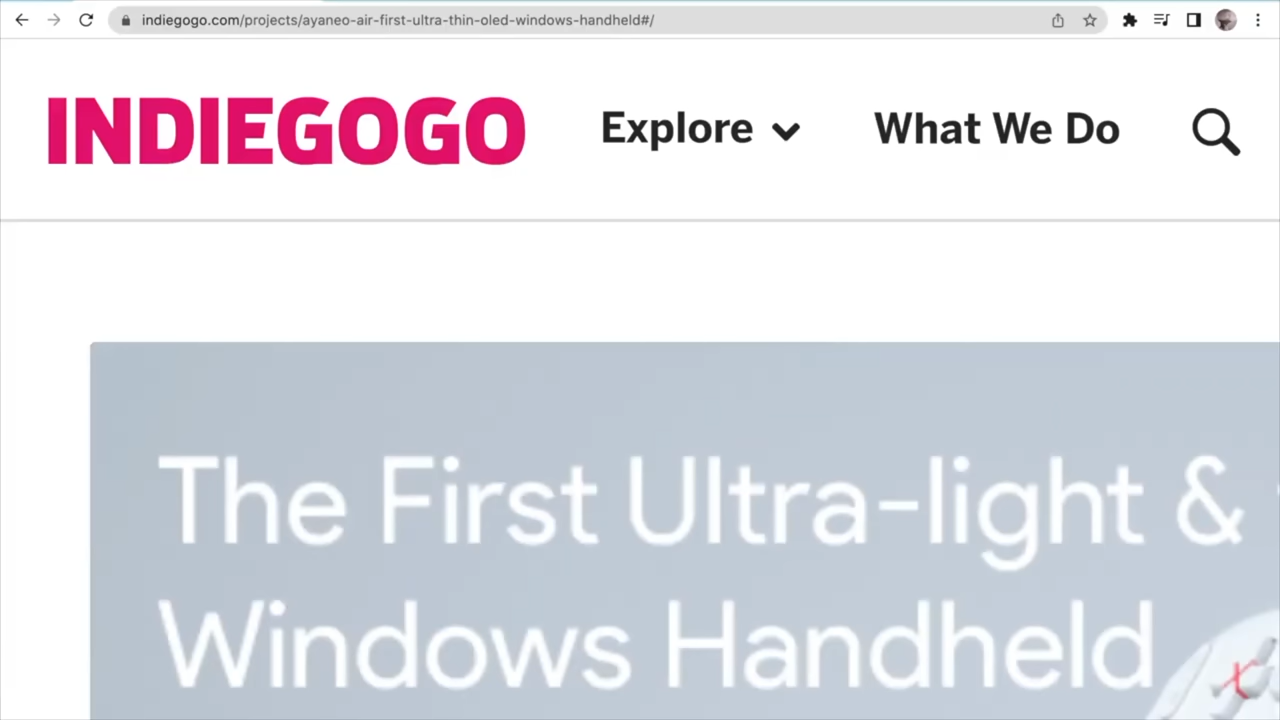 indiegogo.com/projects/ayaneo-air-first-ultra-thin-oled-windows-handheld#/
INDIEGOGO Explore What We Do
The First Ultra-light &
Windows Handheld
X